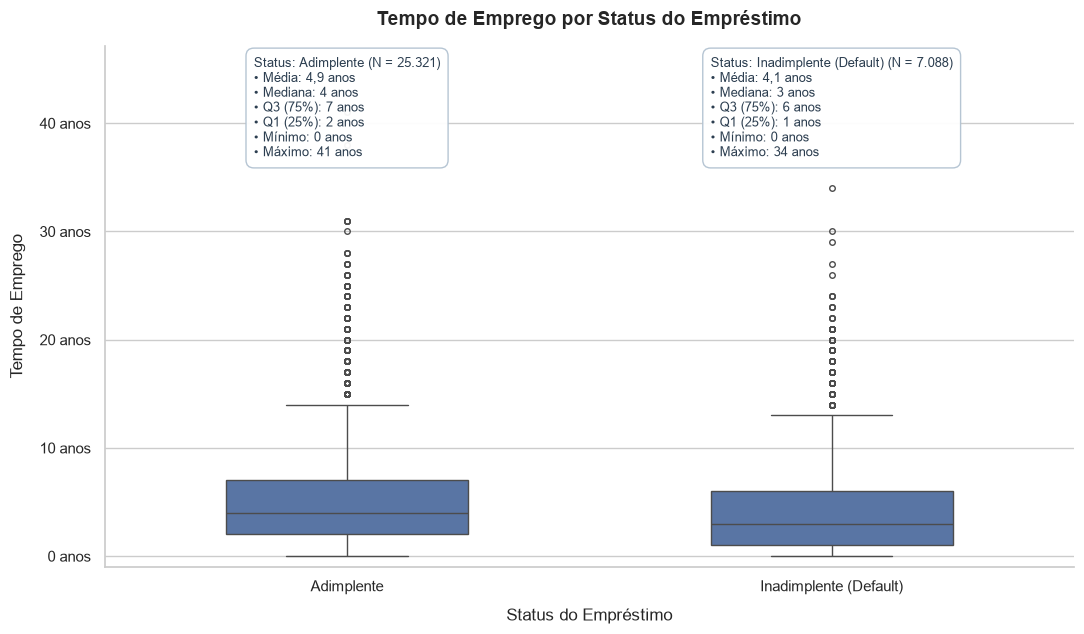 Tempo de Emprego por Status do Empréstimo
Status: Adimplente (N = 25.321)
• Média: 4,9 anos
• Mediana: 4 anos
• Q3 (75%): 7 anos
• Q1 (25%): 2 anos
• Mínimo: 0 anos
• Máximo: 41 anos
Status: Inadimplente (Default) (N = 7.088)
• Média: 4,1 anos
• Mediana: 3 anos
• Q3 (75%): 6 anos
• Q1 (25%): 1 anos
• Mínimo: 0 anos
• Máximo: 34 anos
Tempo de Emprego
40 anos
30 anos
20 anos
10 anos
0 anos
Adimplente
Inadimplente (Default)
Status do Empréstimo